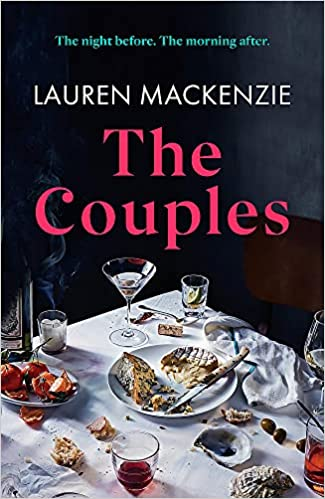 The night before. The morning after.
LAUREN MACKENZIE
The
Couples